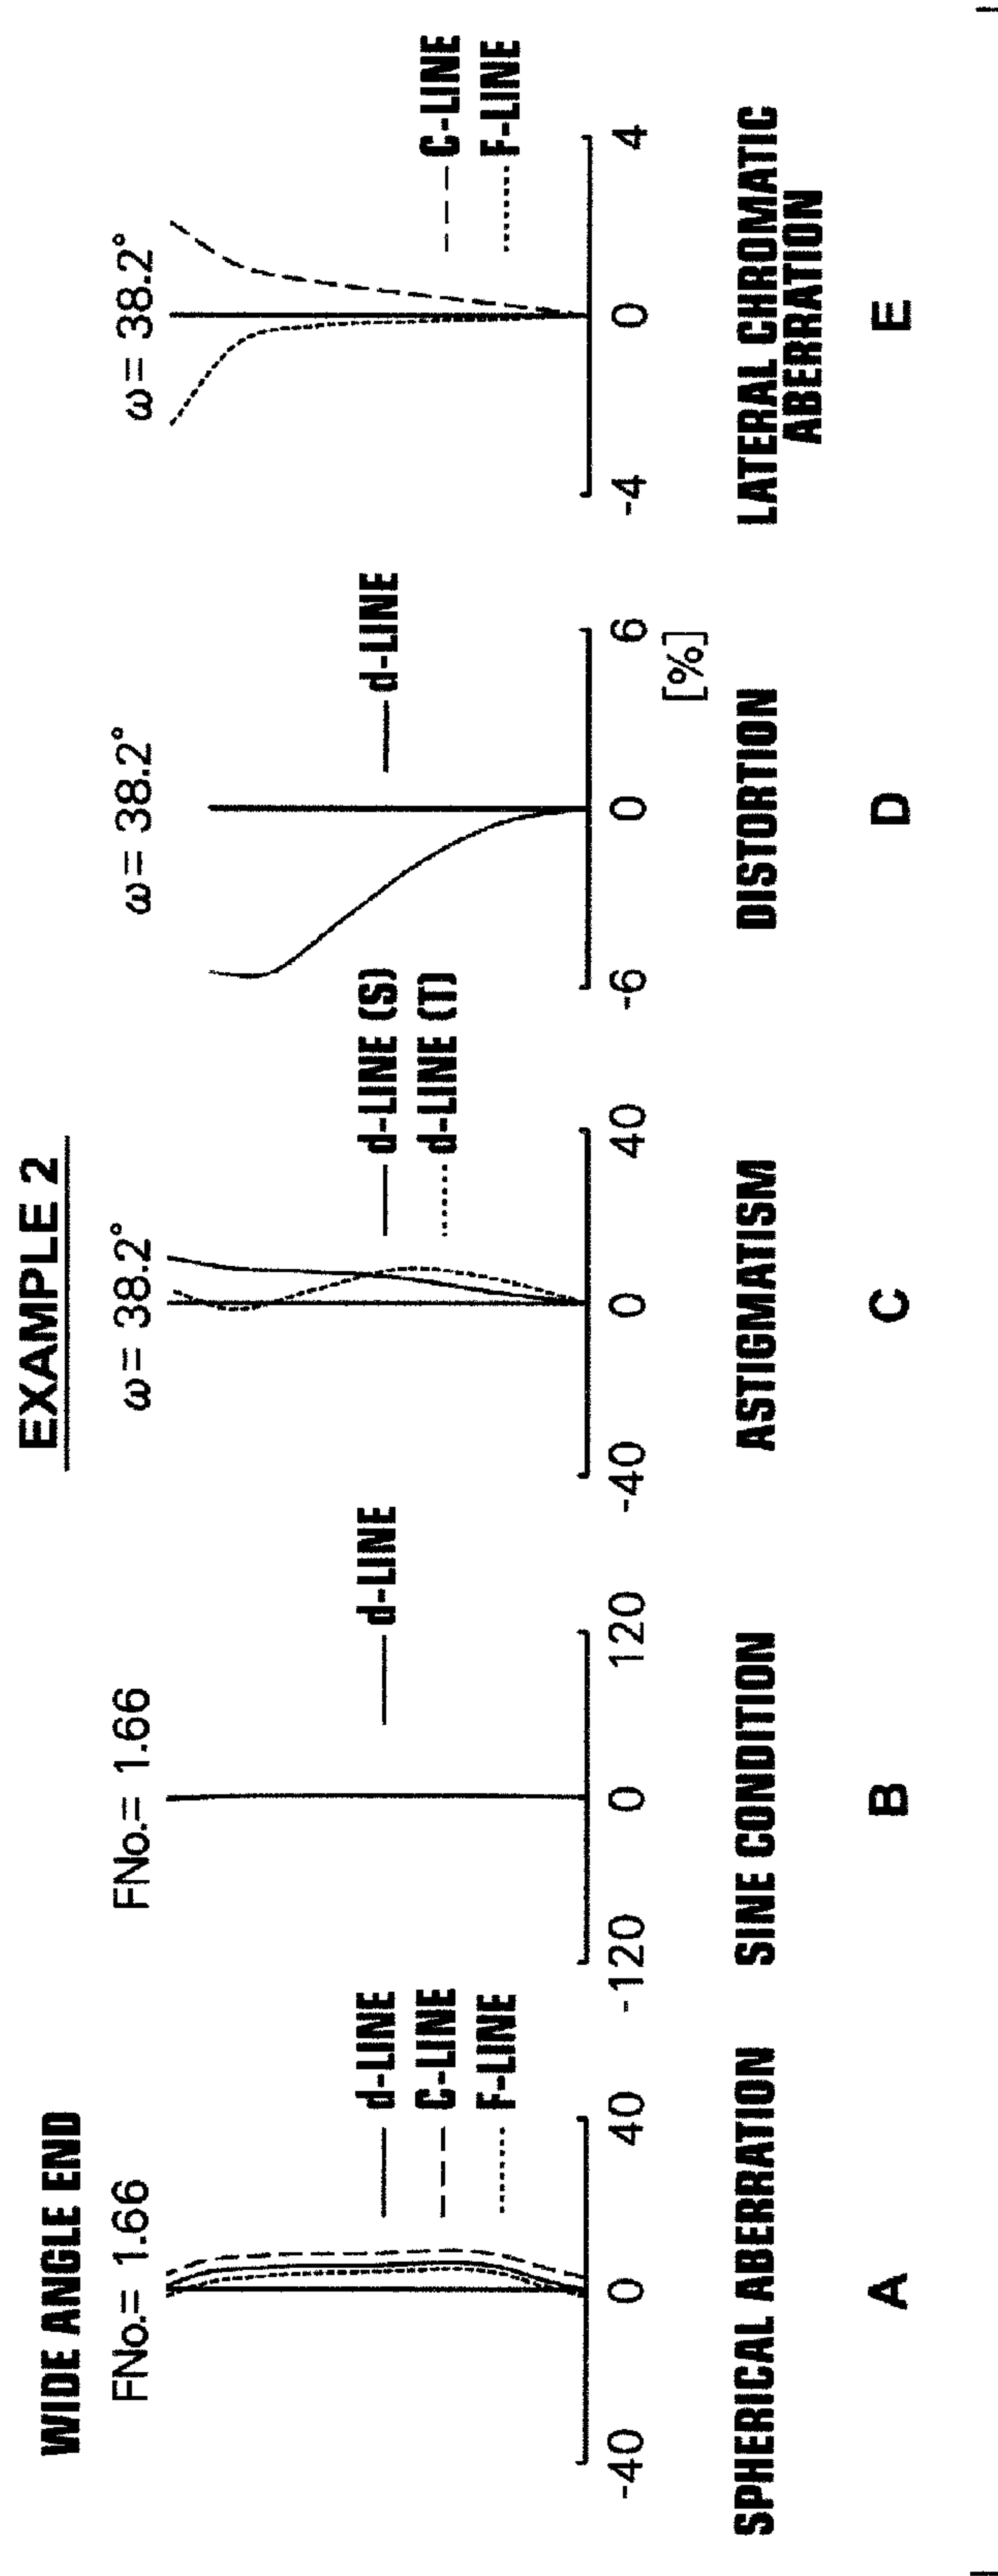 EXAMPLE 2
WIDE ANGLE END
FNo.= 1.66
d-LINE
C-LINE
F-LINE
-40 0 40
SPHERICAL ABERRATION
A
FNo.= 1.66
d-LINE
-120 0 120
SINE CONDITION
B
ω= 38.2°
d-LINE (S)
d-LINE (T)
-40 0 40
ASTIGMATISM
C
ω= 38.2°
d-LINE
-6 0 6
[%]
DISTORTION
D
ω= 38.2°
C-LINE
F-LINE
-4 0 4
LATERAL CHROMATIC
ABERRATION
E